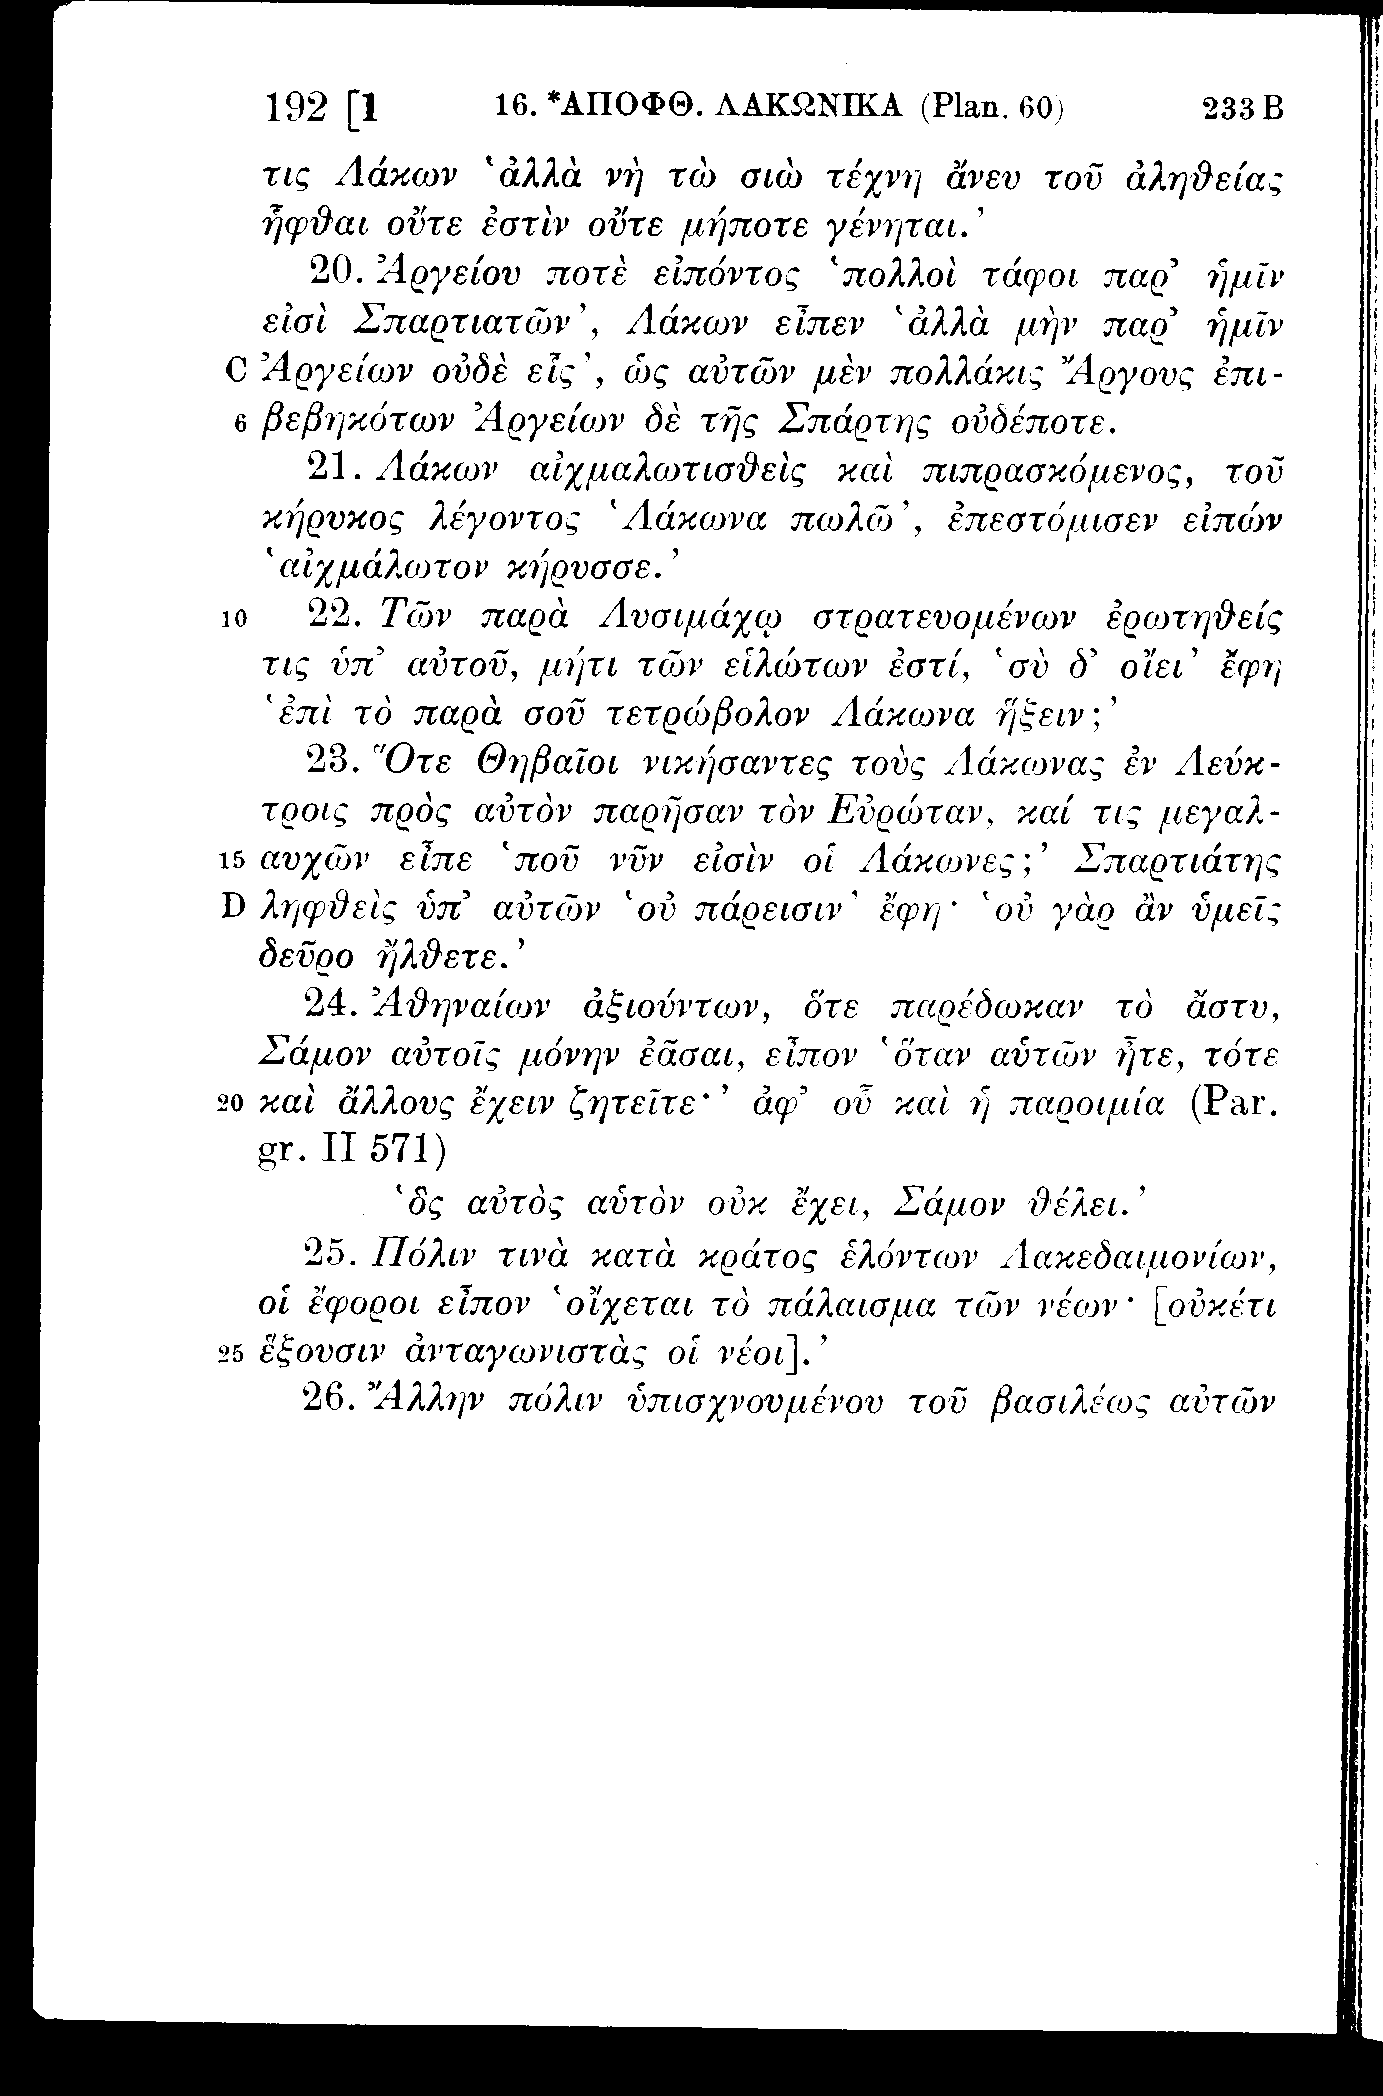 192 [1 16. *ΑΠΟΦΘ. ΛΑΚΩΝΙΚΑ (Plan. 60) 233 B
τις Λάκων ‘ἀλλὰ νὴ τὼ σιὼ τέχνη ἄνευ τοῦ ἀληθείας
ἧφθαι οὔτε ἐστὶν οὔτε μήποτε γένηται.’
20. Ἀργείου ποτὲ εἰπόντος ‘πολλοὶ τάφοι παρ’ ἡμῖν
εἰσὶ Σπαρτιατῶν’, Λάκων εἶπεν ‘ἀλλὰ μὴν παρ’ ἡμῖν
C Ἀργείων οὐδὲ εἷς’, ὡς αὐτῶν μὲν πολλάκις Ἄργους ἐπι-
6 βεβηκότων Ἀργείων δὲ τῆς Σπάρτης οὐδέποτε.
21. Λάκων αἰχμαλωτισθεὶς καὶ πιπρασκόμενος, τοῦ
κήρυκος λέγοντος ‘Λάκωνα πωλῶ’, ἐπεστόμισεν εἰπών
‘αἰχμάλωτον κήρυσσε.’
10 22. Τῶν παρὰ Λυσιμάχῳ στρατευομένων ἐρωτηθείς
τις ὑπ’ αὐτοῦ, μήτι τῶν εἱλώτων ἐστί, ‘σὺ δ’ οἴει’ ἔφη
‘ἐπὶ τὸ παρὰ σοῦ τετρώβολον Λάκωνα ἥξειν;’
23. Ὅτε Θηβαῖοι νικήσαντες τοὺς Λάκωνας ἐν Λεύκ-
τροις πρὸς αὐτὸν παρῆσαν τὸν Εὐρώταν, καί τις μεγαλ-
15 αυχῶν εἶπε ‘ποῦ νῦν εἰσὶν οἱ Λάκωνες;’ Σπαρτιάτης
D ληφθεὶς ὑπ’ αὐτῶν ‘οὐ πάρεισιν’ ἔφη· ‘οὐ γὰρ ἂν ὑμεῖς
δεῦρο ἤλθετε.’
24. Ἀθηναίων ἀξιούντων, ὅτε παρέδωκαν τὸ ἄστυ,
Σάμον αὐτοῖς μόνην ἐᾶσαι, εἶπον ‘ὅταν αὑτῶν ἦτε, τότε
20 καὶ ἄλλους ἔχειν ζητεῖτε·’ ἀφ’ οὗ καὶ ἡ παροιμία (Par.
gr. II 571)
‘ὃς αὐτὸς αὑτὸν οὐκ ἔχει, Σάμον θέλει.’
25. Πόλιν τινὰ κατὰ κράτος ἑλόντων Λακεδαιμονίων,
οἱ ἔφοροι εἶπον ‘οἴχεται τὸ πάλαισμα τῶν νέων· [οὐκέτι
25 ἕξουσιν ἀνταγωνιστὰς οἱ νέοι].’
26. Ἄλλην πόλιν ὑπισχνουμένου τοῦ βασιλέως αὐτῶν